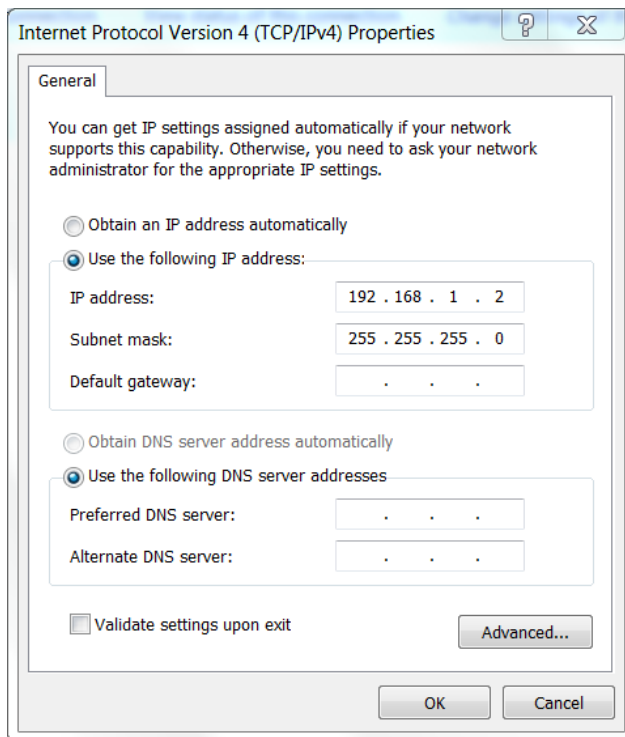 Internet Protocol Version 4 (TCP/IPv4) Properties
General
You can get IP settings assigned automatically if your network
supports this capability. Otherwise, you need to ask your network
administrator for the appropriate IP settings.
Obtain an IP address automatically
Use the following IP address:
IP address: 192 . 168 . 1 . 2
Subnet mask: 255 . 255 . 255 . 0
Default gateway: . . .
Obtain DNS server address automatically
Use the following DNS server addresses
Preferred DNS server: . . .
Alternate DNS server: . . .
Validate settings upon exit
Advanced...
OK Cancel